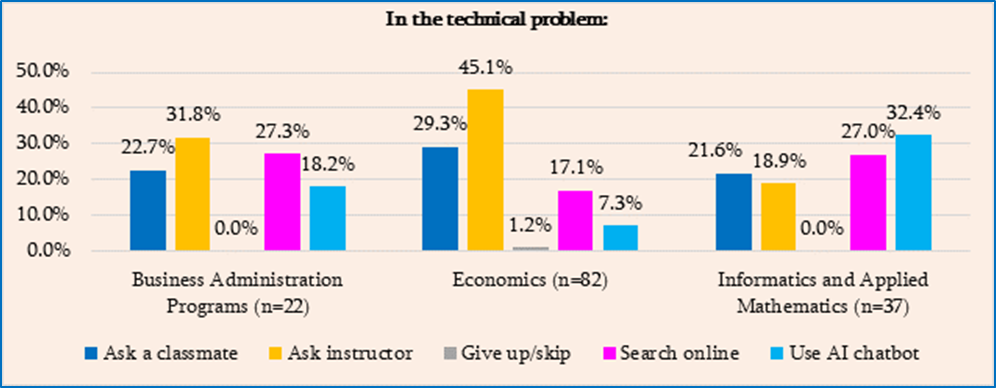 In the technical problem:
50.0%
40.0%
30.0%
20.0%
10.0%
0.0%
22.7%
31.8%
0.0%
27.3%
18.2%
29.3%
45.1%
1.2%
17.1%
7.3%
21.6%
18.9%
0.0%
27.0%
32.4%
Business Administration
Programs (n=22)
Economics (n=82)
Informatics and Applied
Mathematics (n=37)
Ask a classmate
Ask instructor
Give up/skip
Search online
Use AI chatbot